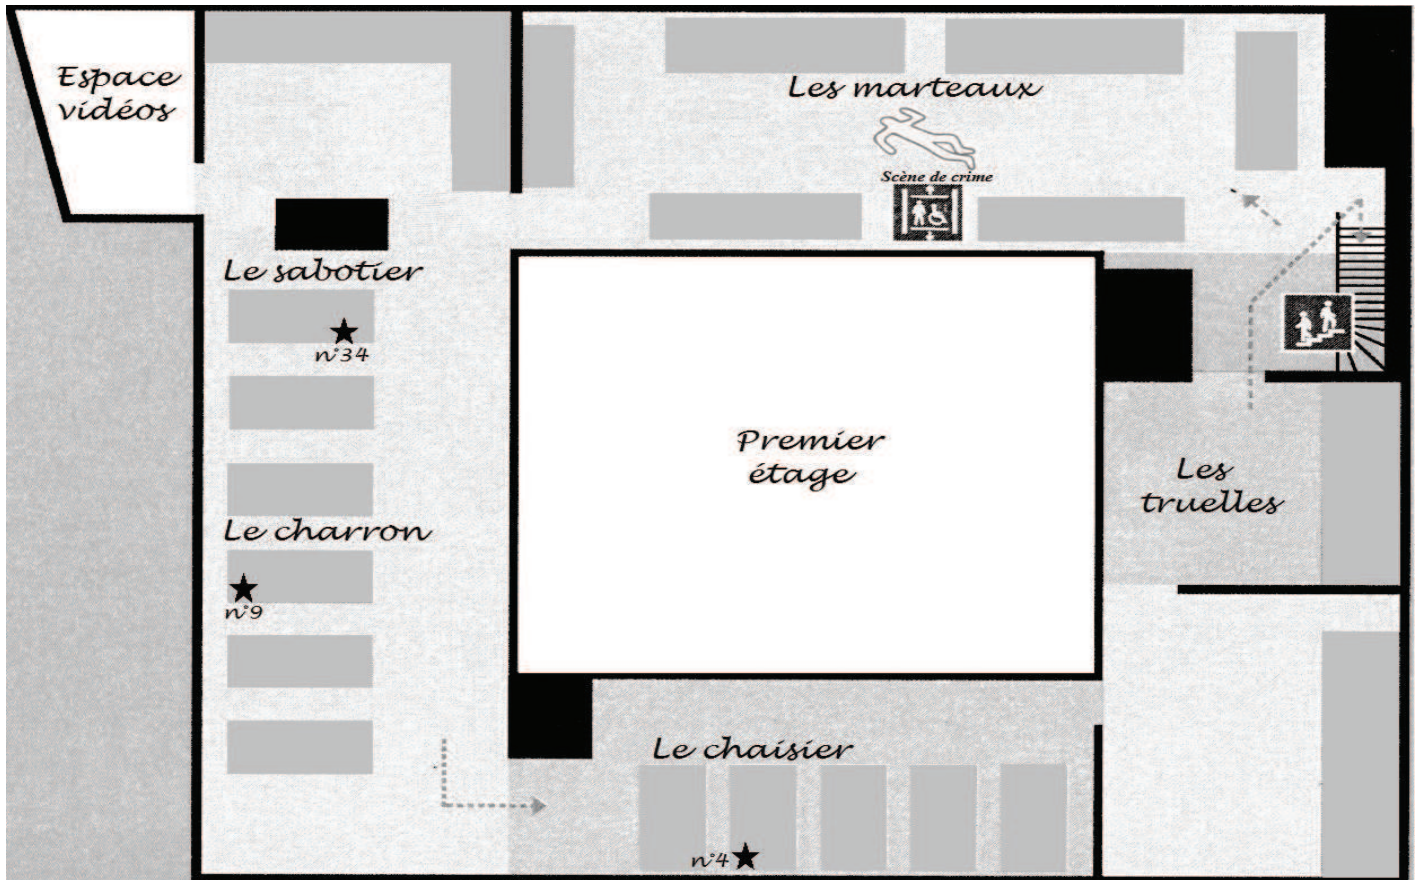 Espace
vidéos
Les marteaux
Scène de crime
Le sabotier
n°34
Premier
étage
Les
truelles
Le charron
n°9
Le chaisier
n°4